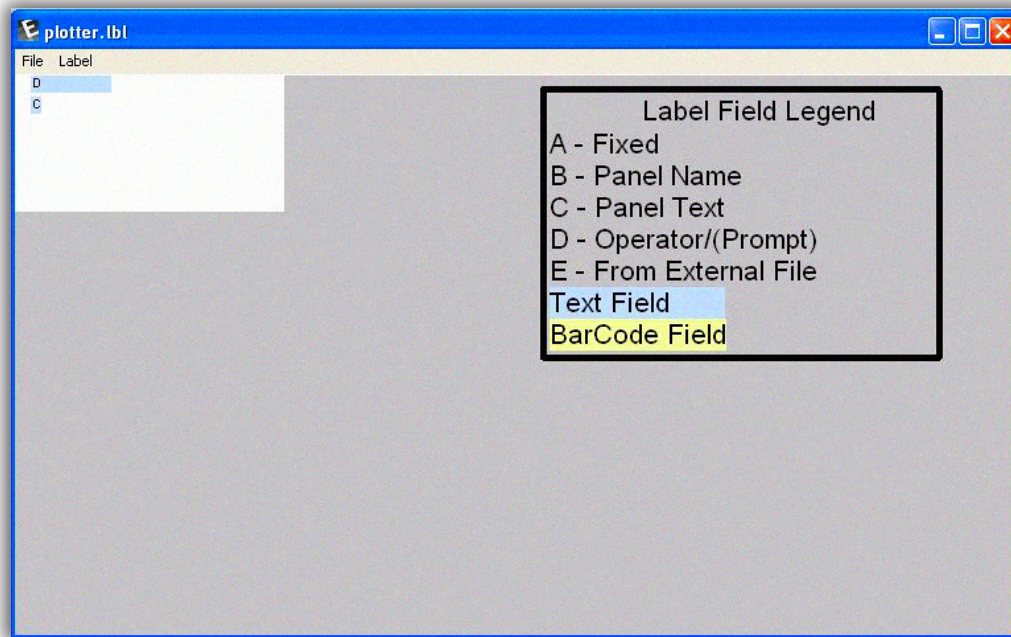 plotter.lbl
File Label
D
C
Label Field Legend
A - Fixed
B - Panel Name
C - Panel Text
D - Operator/(Prompt)
E - From External File
Text Field
BarCode Field